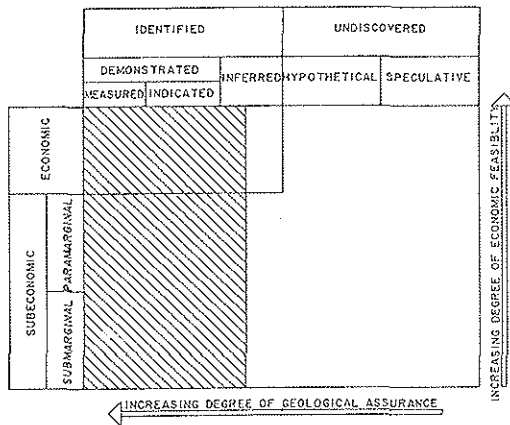 IDENTIFIED
UNDISCOVERED
DEMONSTRATED
INFERRED
HYPOTHETICAL
SPECULATIVE
MEASURED
INDICATED
ECONOMIC
SUBECONOMIC
PARAMARGINAL
SUBMARGINAL
INCREASING DEGREE OF ECONOMIC FEASIBLITY
INCREASING DEGREE OF GEOLOGICAL ASSURANCE